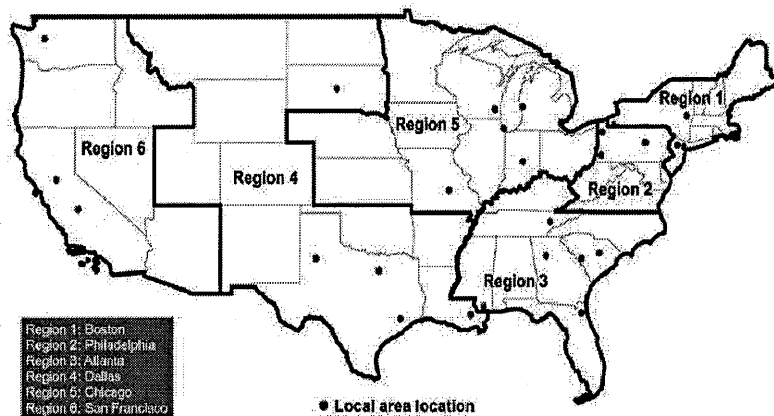 Region 1
Region 5
Region 6
Region 4
Region 2
Region 3
Region 1: Boston
Region 2: Philadelphia
Region 3: Atlanta
Region 4: Dallas
Region 5: Chicago
Region 6: San Francisco
Local area location